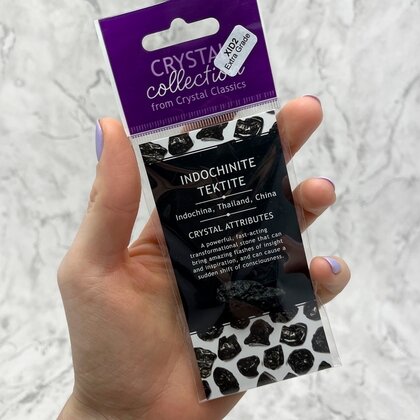 CRYSTAL
collection
from Crystal Classics
XID2
Extra Grade
INDOCHINITE
TEKTITE
Indochina, Thailand, China
CRYSTAL ATTRIBUTES
A powerful, fast-acting
transformational stone that can
bring amazing flashes of insight
and inspiration, and can cause a
sudden shift of consciousness.